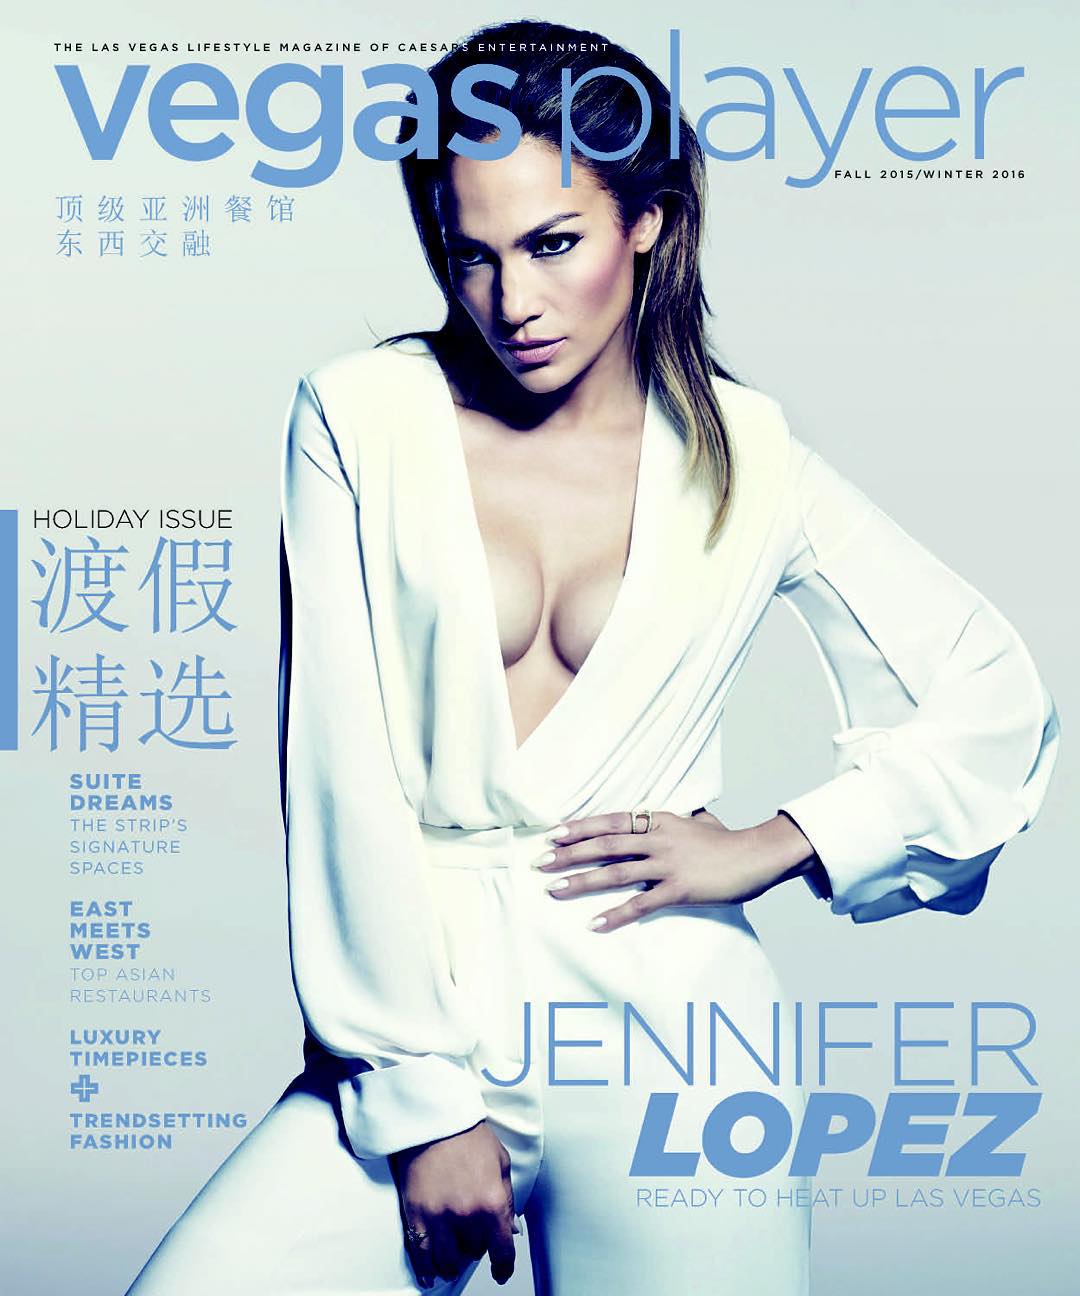 THE LAS VEGAS LIFESTYLE MAGAZINE OF CAESARS ENTERTAINMENT
vegasplayer
FALL 2015/WINTER 2016
顶级亚洲餐馆
东西交融
HOLIDAY ISSUE
渡假
精选
SUITE
DREAMS
THE STRIP'S
SIGNATURE
SPACES
EAST
MEETS
WEST
TOP ASIAN
RESTAURANTS
LUXURY
TIMEPIECES
+
TRENDSETTING
FASHION
JENNIFER
LOPEZ
READY TO HEAT UP LAS VEGAS